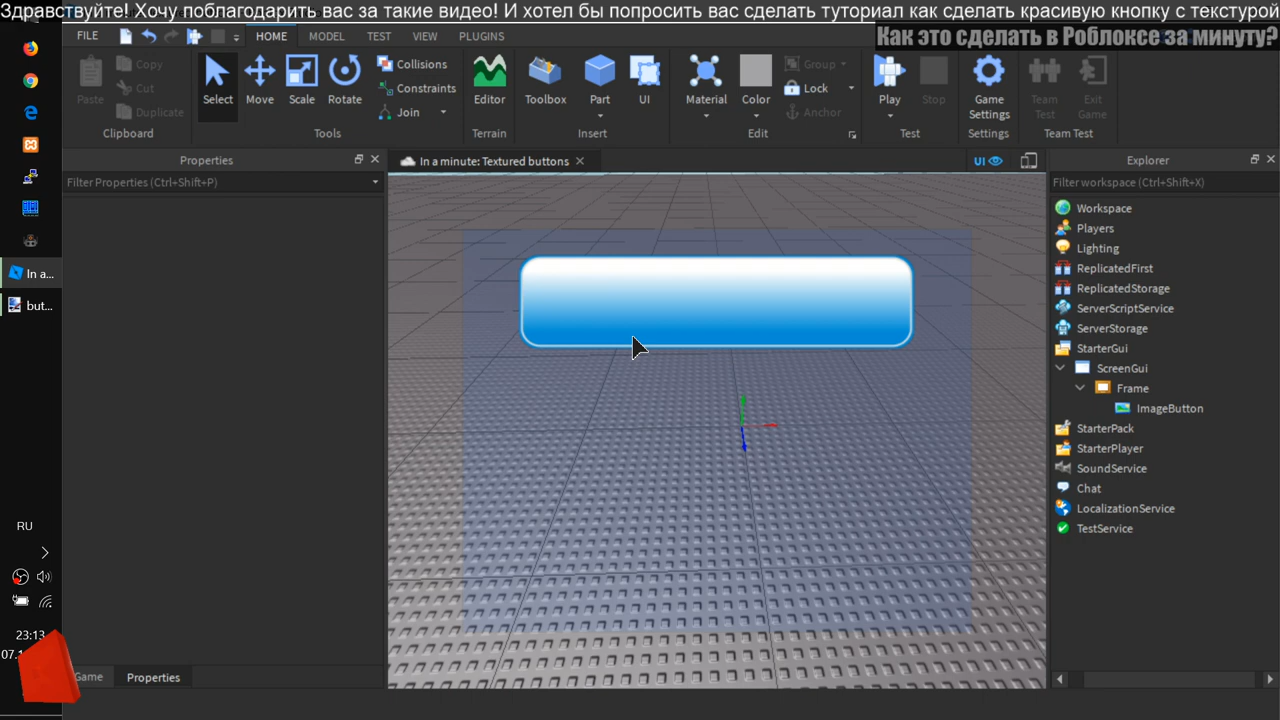 Здравствуйте! Хочу поблагодарить вас за такие видео! И хотел бы попросить вас сделать туториал как сделать красивую кнопку с текстурой
Как это сделать в Роблоксе за минуту?
FILE
HOME
MODEL
TEST
VIEW
PLUGINS
Paste
Copy
Cut
Duplicate
Clipboard
Select
Move
Scale
Rotate
Collisions
Constraints
Join
Tools
Editor
Terrain
Toolbox
Part
UI
Insert
Material
Color
Group
Lock
Anchor
Edit
Play
Stop
Test
Game
Settings
Settings
Team
Test
Exit
Game
Team Test
Properties
Filter Properties (Ctrl+Shift+P)
In a minute: Textured buttons
UI
Explorer
Filter workspace (Ctrl+Shift+X)
Workspace
Players
Lighting
ReplicatedFirst
ReplicatedStorage
ServerScriptService
ServerStorage
StarterGui
ScreenGui
Frame
ImageButton
StarterPack
StarterPlayer
SoundService
Chat
LocalizationService
TestService
In a...
but...
RU
23:13
Game
Properties